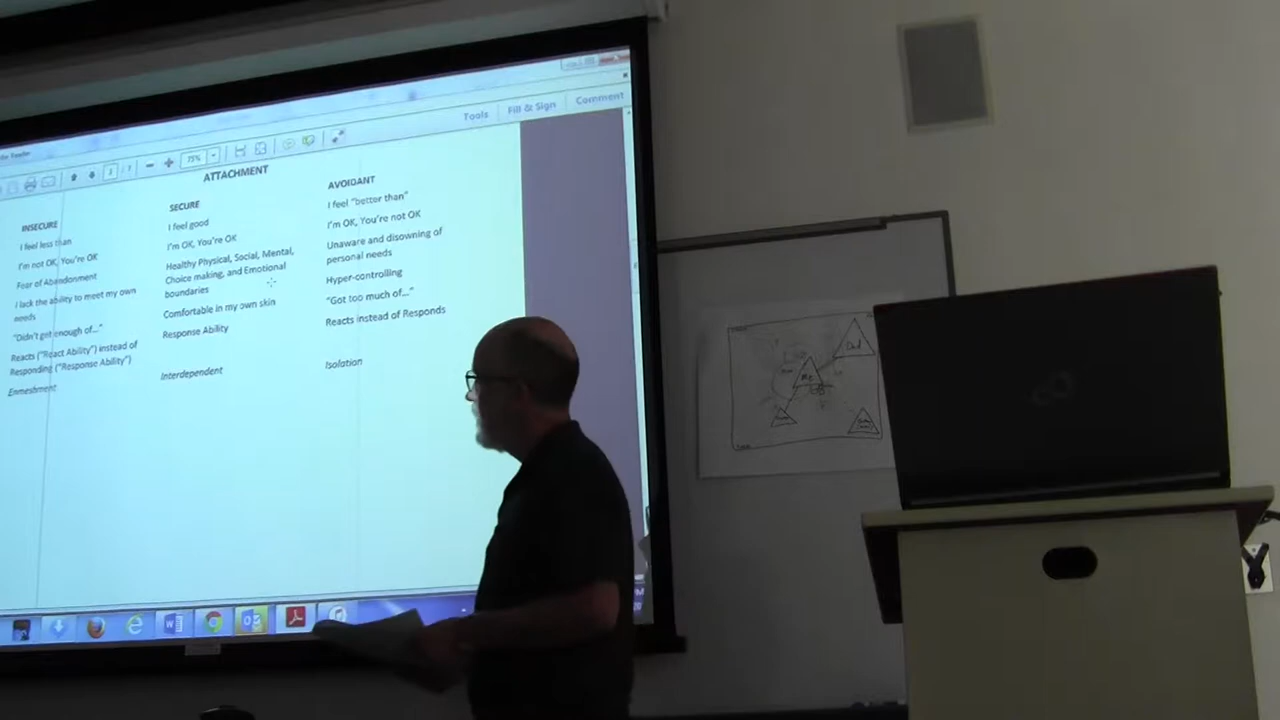 Tools
Fill & Sign
Comment
73%
ATTACHMENT
INSECURE
I feel less than
I'm not OK, You're OK
Fear of Abandonment
I lack the ability to meet my own
needs
"Didn't get enough of…"
Reacts ("React Ability") instead of
Responding ("Response Ability")
Enmeshment
SECURE
I feel good
I'm OK, You're OK
Healthy Physical, Social, Mental,
Choice making, and Emotional
boundaries
Comfortable in my own skin
Response Ability
Interdependent
AVOIDANT
I feel "better than"
I'm OK, You're not OK
Unaware and disowning of
personal needs
Hyper-controlling
"Got too much of…"
Reacts instead of Responds
Isolation
Dad
Me